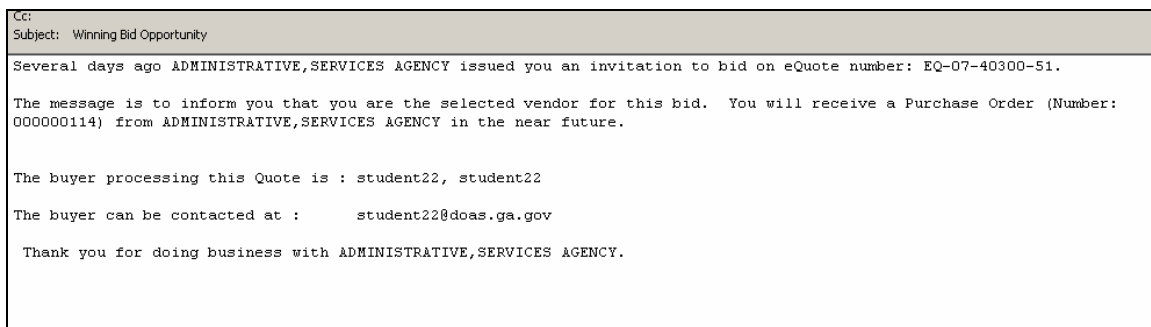 Cc:
Subject: Winning Bid Opportunity
Several days ago ADMINISTRATIVE,SERVICES AGENCY issued you an invitation to bid on eQuote number: EQ-07-40300-51.
The message is to inform you that you are the selected vendor for this bid. You will receive a Purchase Order (Number:
000000114) from ADMINISTRATIVE,SERVICES AGENCY in the near future.
The buyer processing this Quote is : student22, student22
The buyer can be contacted at : student22@doas.ga.gov
Thank you for doing business with ADMINISTRATIVE,SERVICES AGENCY.